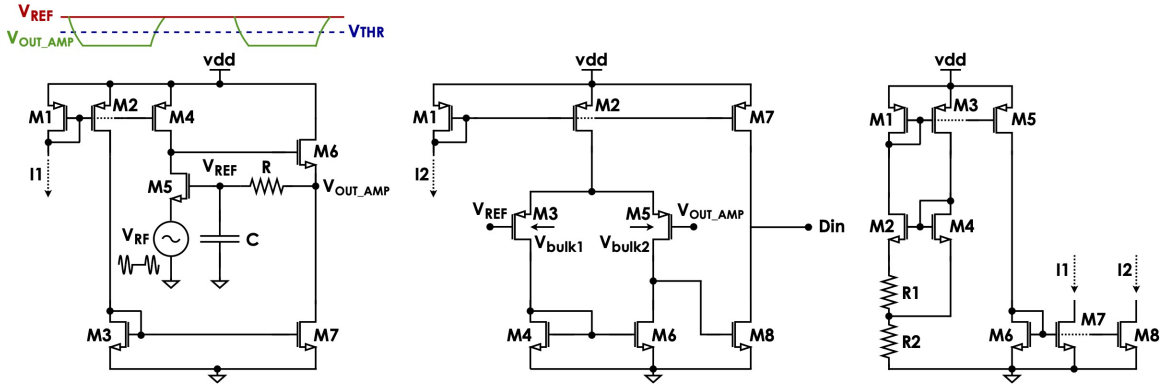 VREF
VOUT_AMP
VTHR
vdd
M1
M2
M4
I1
M6
VREF
R
M5
VOUT_AMP
VRF
C
M3
M7
vdd
M1
M2
M7
I2
VREF
M3
M5
VOUT_AMP
Vbulk1
Vbulk2
Din
M4
M6
M8
vdd
M1
M3
M5
M2
M4
I1
I2
R1
R2
M6
M7
M8